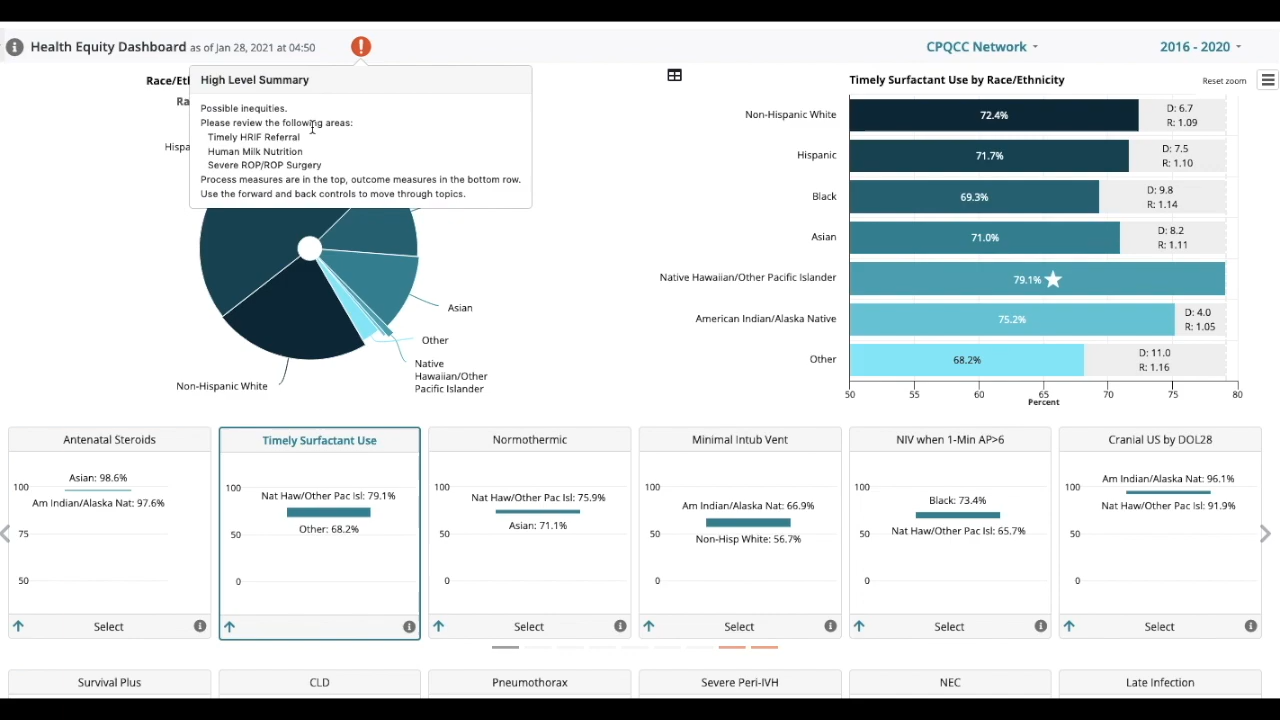 Health Equity Dashboard as of Jan 28, 2021 at 04:50
CPQCC Network
2016 - 2020
Race/Et
Ra
Hispa
High Level Summary
Possible inequities.
Please review the following areas:
Timely HRIF Referral
Human Milk Nutrition
Severe ROP/ROP Surgery
Process measures are in the top, outcome measures in the bottom row.
Use the forward and back controls to move through topics.
Asian
Other
Native
Hawaiian/Other
Pacific Islander
Non-Hispanic White
Timely Surfactant Use by Race/Ethnicity
Reset zoom
Non-Hispanic White
72.4%
D: 6.7
R: 1.09
Hispanic
71.7%
D: 7.5
R: 1.10
Black
69.3%
D: 9.8
R: 1.14
Asian
71.0%
D: 8.2
R: 1.11
Native Hawaiian/Other Pacific Islander
79.1%
American Indian/Alaska Native
75.2%
D: 4.0
R: 1.05
Other
68.2%
D: 11.0
R: 1.16
50 55 60 65 70 75 80
Percent
Antenatal Steroids
Asian: 98.6%
100
Am Indian/Alaska Nat: 97.6%
75
50
Select
Timely Surfactant Use
100
Nat Haw/Other Pac Isl: 79.1%
Other: 68.2%
50
0
Normothermic
100
Nat Haw/Other Pac Isl: 75.9%
Asian: 71.1%
50
0
Select
Minimal Intub Vent
100
Am Indian/Alaska Nat: 66.9%
50
Non-Hisp White: 56.7%
0
Select
NIV when 1-Min AP>6
100
Black: 73.4%
50
Nat Haw/Other Pac Isl: 65.7%
0
Select
Cranial US by DOL28
Am Indian/Alaska Nat: 96.1%
100
Nat Haw/Other Pac Isl: 91.9%
50
0
Select
Survival Plus
CLD
Pneumothorax
Severe Peri-IVH
NEC
Late Infection